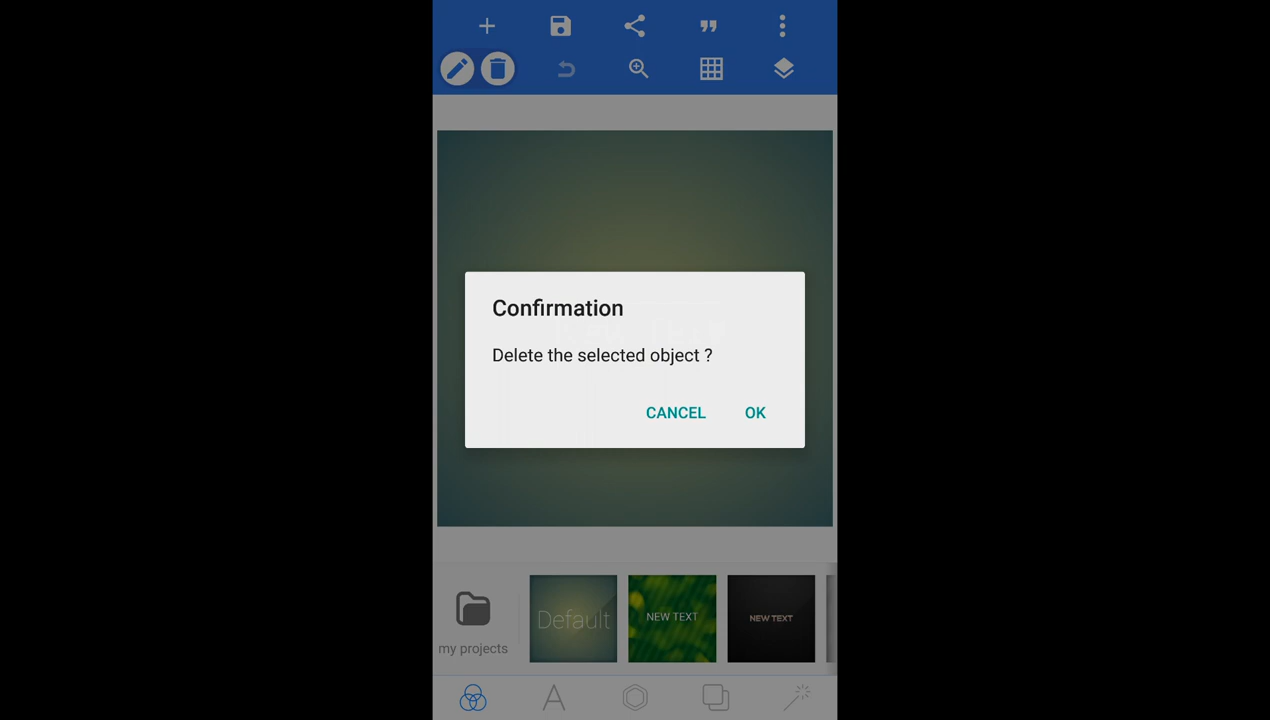 Confirmation
Delete the selected object ?
CANCEL OK
my projects
Default
NEW TEXT
NEW TEXT